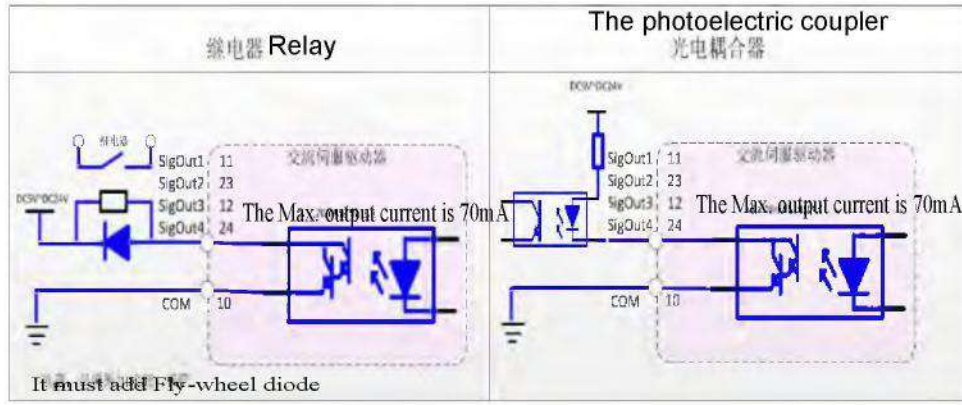 继电器 Relay
The photoelectric coupler
光电耦合器
DC5V~DC24V
继电器
交流伺服驱动器
SigOut1 11
SigOut2 23
SigOut3 12
SigOut4 24
The Max. output current is 70mA
COM 10
DC5V~DC24V
It must add Fly-wheel diode
交流伺服驱动器
SigOut1 11
SigOut2 23
SigOut3 12
SigOut4 24
The Max. output current is 70mA
COM 10